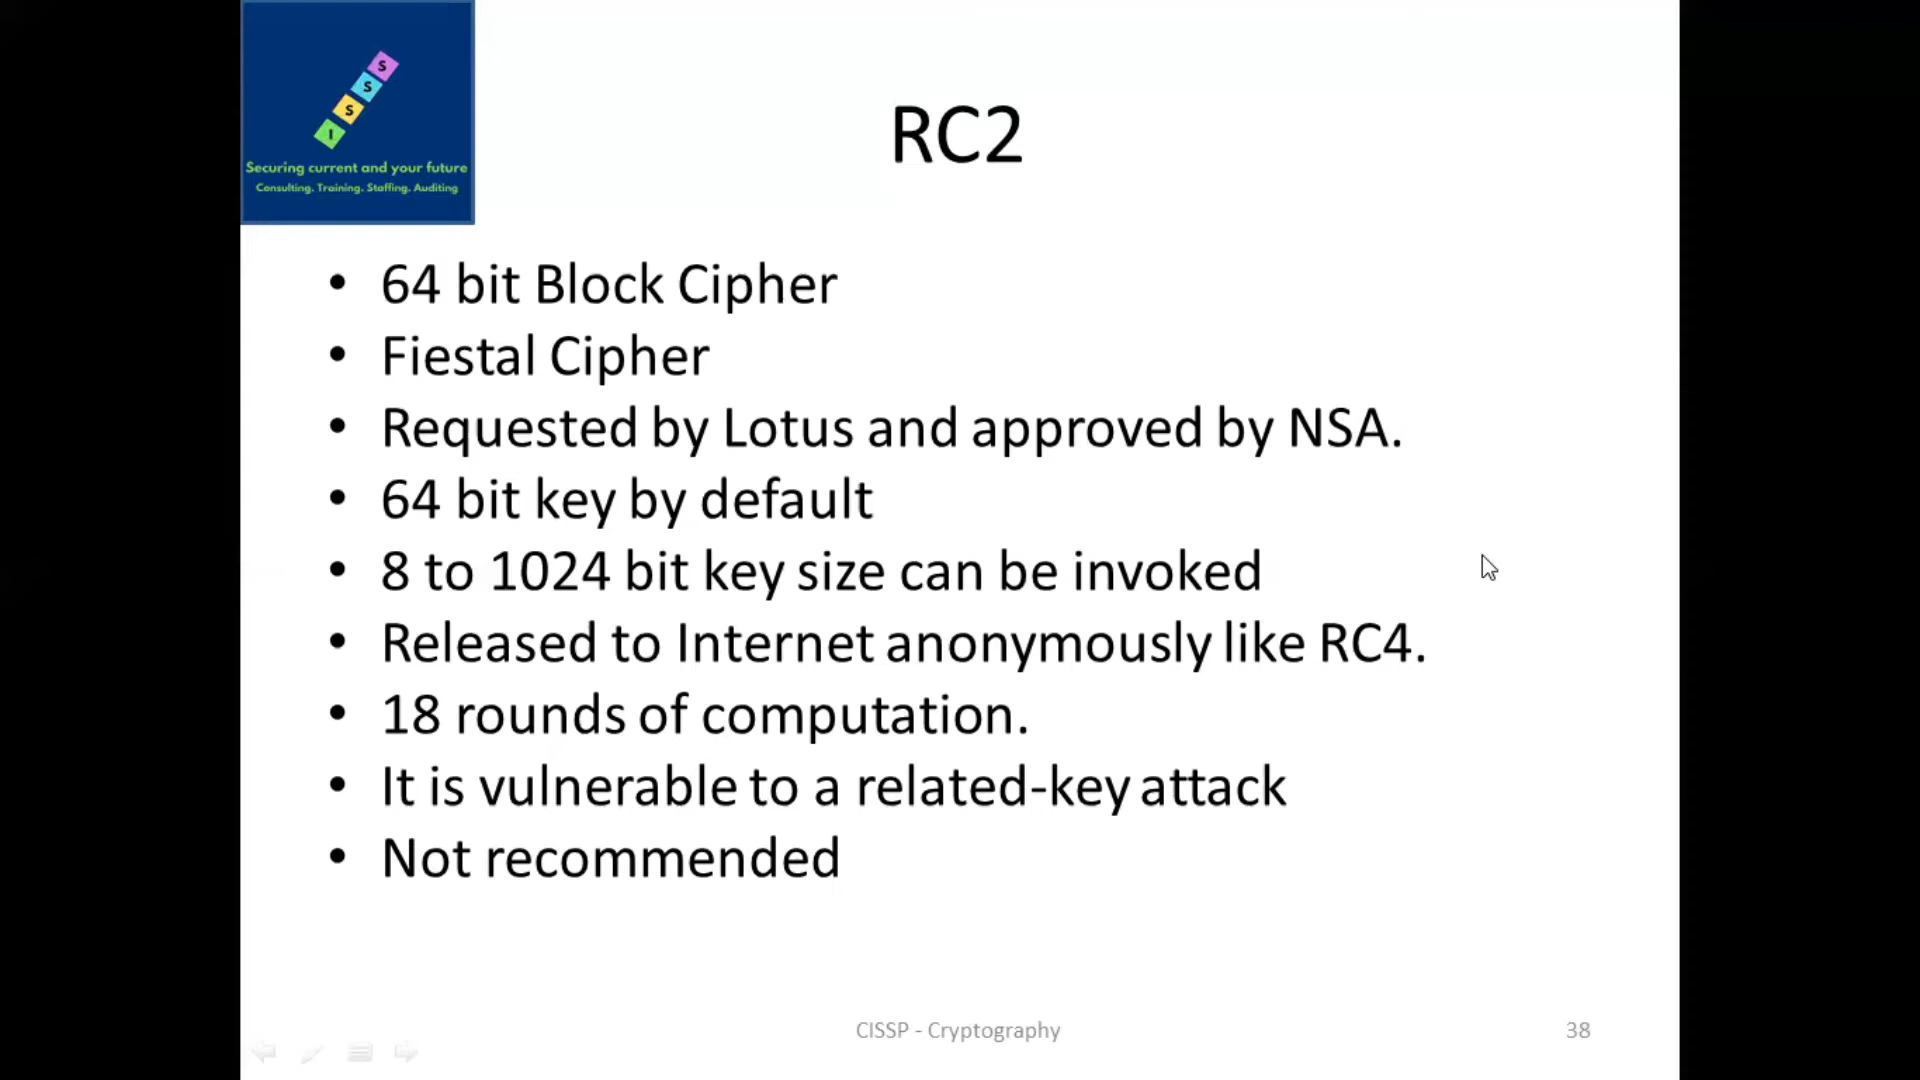 S
S
S
I
Securing current and your future
Consulting. Training. Staffing. Auditing
RC2
• 64 bit Block Cipher
• Fiestal Cipher
• Requested by Lotus and approved by NSA.
• 64 bit key by default
• 8 to 1024 bit key size can be invoked
• Released to Internet anonymously like RC4.
• 18 rounds of computation.
• It is vulnerable to a related-key attack
• Not recommended
CISSP - Cryptography
38